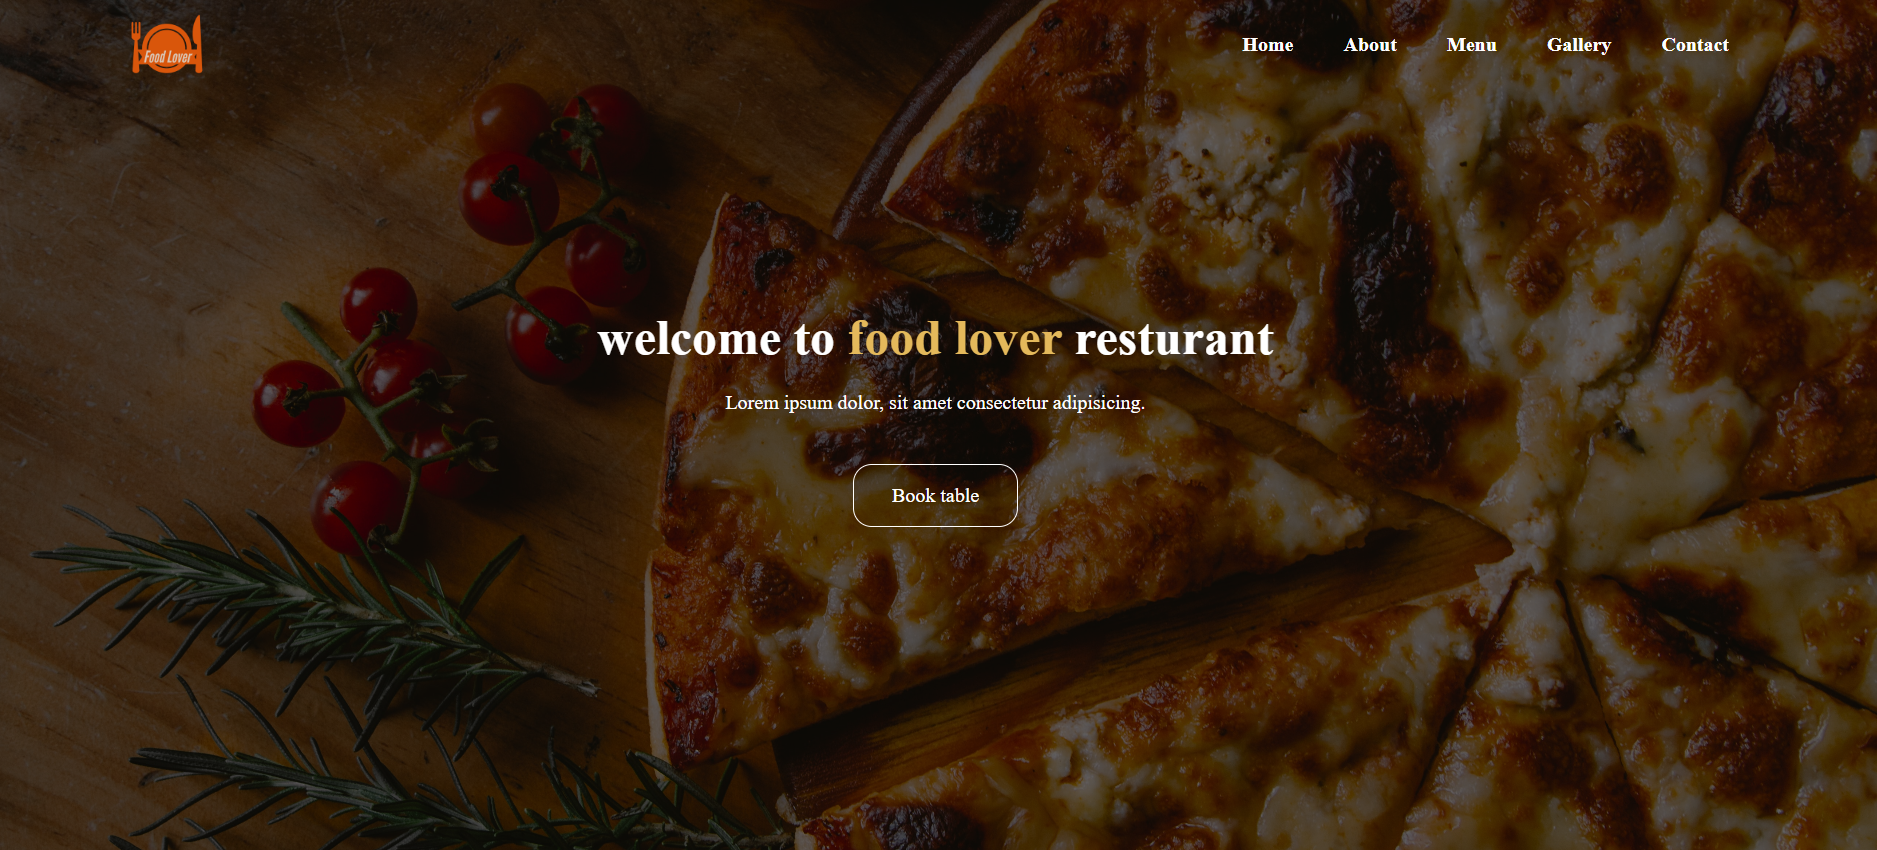 Food Lover
Home About Menu Gallery Contact
welcome to food lover resturant
Lorem ipsum dolor, sit amet consectetur adipisicing.
Book table